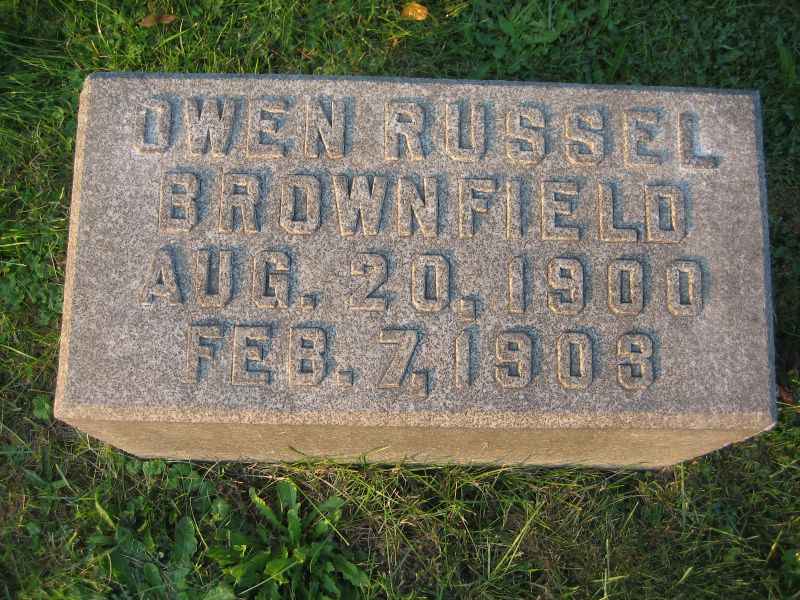 OWEN RUSSEL
BROWNFIELD
AUG. 20, 1900
FEB. 7, 1903